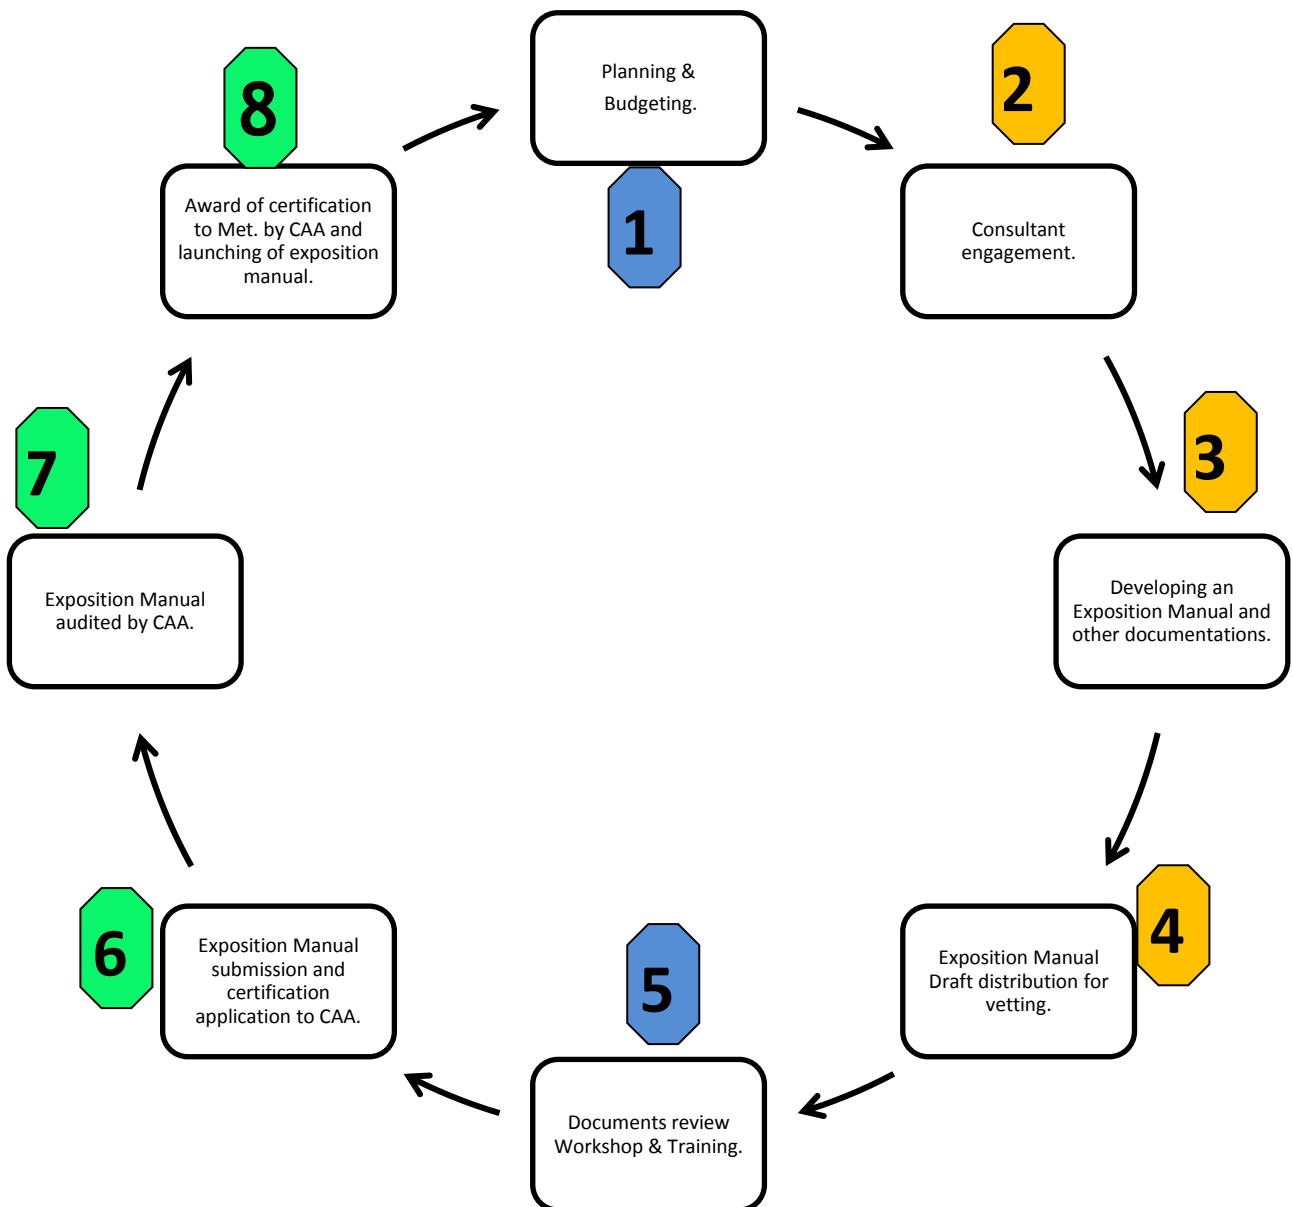 Planning &
Budgeting.
1
2
Consultant
engagement.
3
Developing an
Exposition Manual and
other documentations.
4
Exposition Manual
Draft distribution for
vetting.
5
Documents review
Workshop & Training.
6
Exposition Manual
submission and
certification
application to CAA.
7
Exposition Manual
audited by CAA.
8
Award of certification
to Met. by CAA and
launching of exposition
manual.